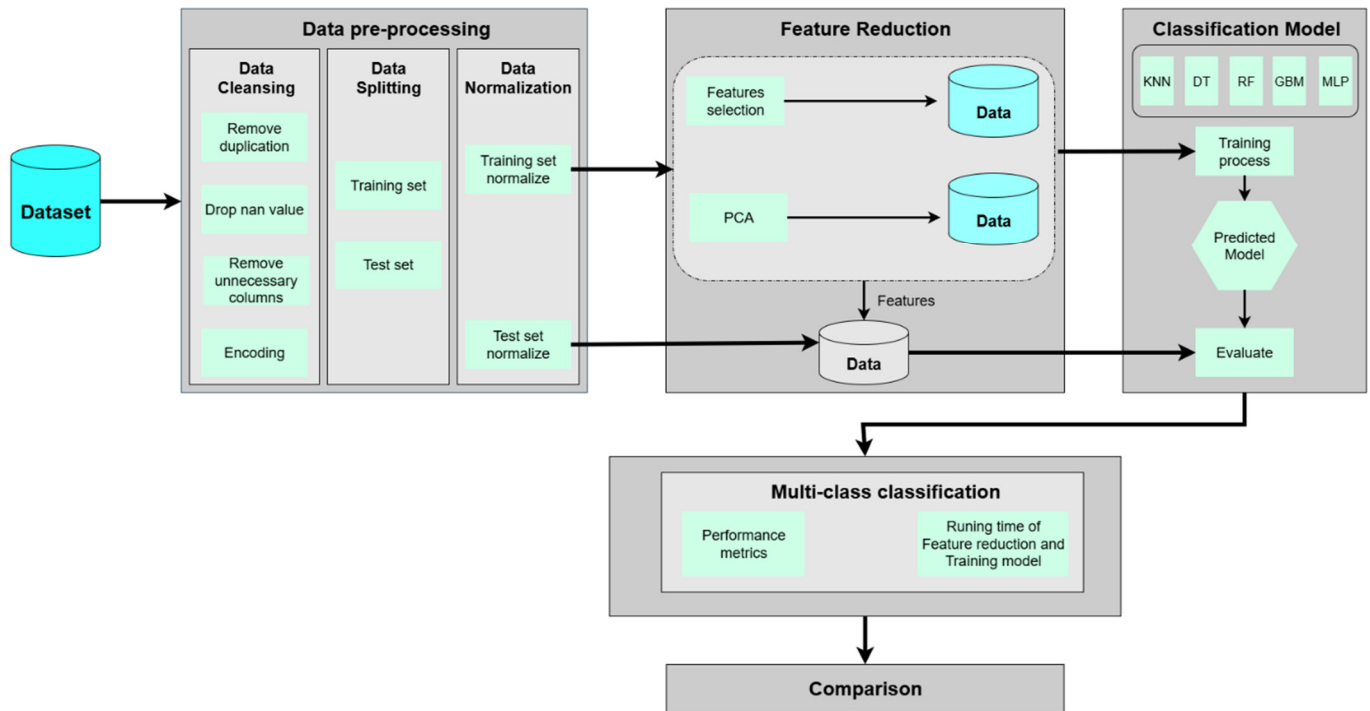 Data pre-processing
Feature Reduction
Classification Model
Data
Cleansing
Data
Splitting
Data
Normalization
Remove
duplication
Drop nan value
Remove
unnecessary
columns
Encoding
Training set
Test set
Training set
normalize
Test set
normalize
Dataset
Features
selection
Data
PCA
Data
Features
Data
KNN
DT
RF
GBM
MLP
Training
process
Predicted
Model
Evaluate
Multi-class classification
Performance
metrics
Runing time of
Feature reduction and
Training model
Comparison